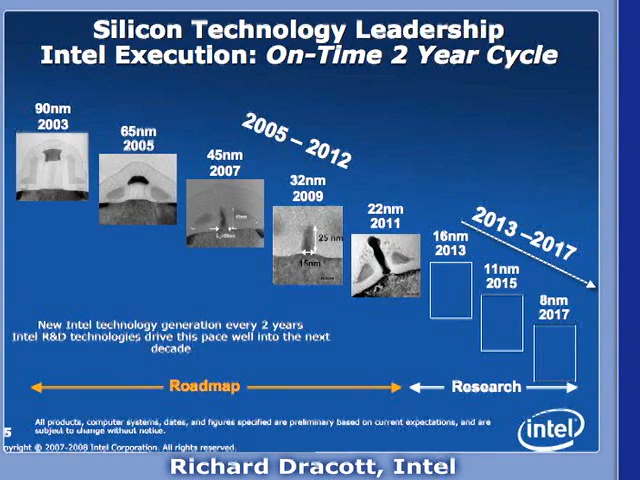 Silicon Technology Leadership
Intel Execution: On-Time 2 Year Cycle
90nm
2003
65nm
2005
45nm
2007
2005 – 2012
32nm
2009
25 nm
15nm
22nm
2011
2013 –2017
16nm
2013
11nm
2015
8nm
2017
New Intel technology generation every 2 years
Intel R&D technologies drive this pace well into the next
decade
Roadmap
Research
All products, computer systems, dates, and figures specified are preliminary based on current expectations, and are
subject to change without notice.
5
opyright © 2007-2008 Intel Corporation. All rights reserved.
intel
Richard Dracott, Intel